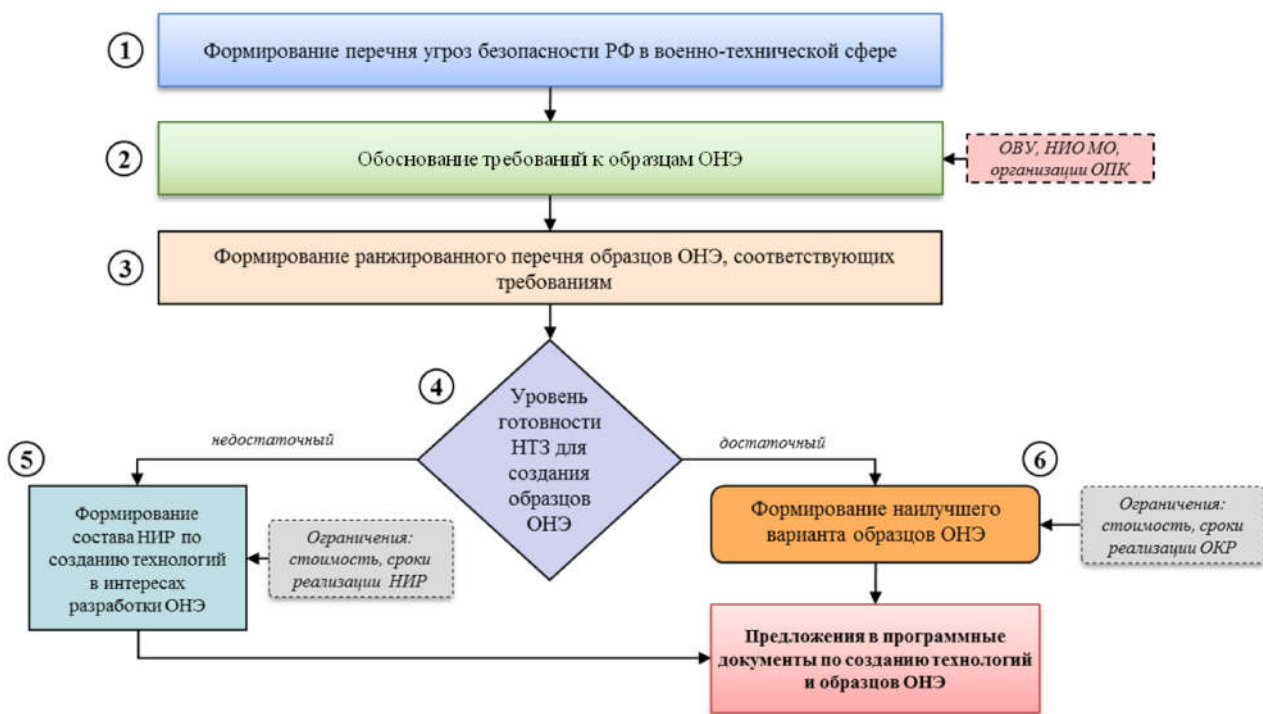 1
Формирование перечня угроз безопасности РФ в военно-технической сфере
2
Обоснование требований к образцам ОНЭ
ОВУ, НИО МО,
организации ОПК
3
Формирование ранжированного перечня образцов ОНЭ, соответствующих
требованиям
4
Уровень
готовности
НТЗ для
создания
образцов
ОНЭ
недостаточный
достаточный
5
Формирование
состава НИР по
созданию технологий
в интересах
разработки ОНЭ
Ограничения:
стоимость, сроки
реализации НИР
6
Формирование наилучшего
варианта образцов ОНЭ
Ограничения:
стоимость, сроки
реализации ОКР
Предложения в программные
документы по созданию технологий
и образцов ОНЭ